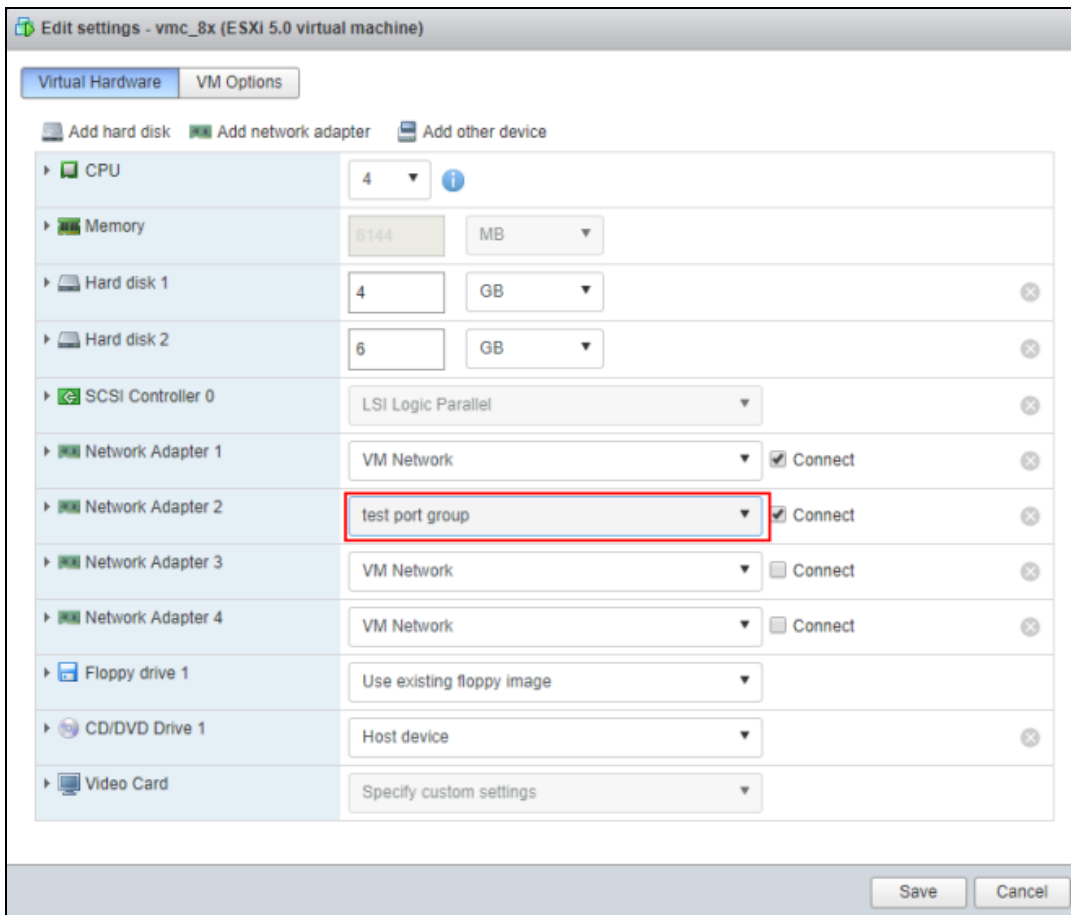 Edit settings - vmc_8x (ESXi 5.0 virtual machine)
Virtual Hardware VM Options
Add hard disk Add network adapter Add other device
CPU 4
Memory 6144 MB
Hard disk 1 4 GB
Hard disk 2 6 GB
SCSI Controller 0 LSI Logic Parallel
Network Adapter 1 VM Network Connect
Network Adapter 2 test port group Connect
Network Adapter 3 VM Network Connect
Network Adapter 4 VM Network Connect
Floppy drive 1 Use existing floppy image
CD/DVD Drive 1 Host device
Video Card Specify custom settings
Save Cancel